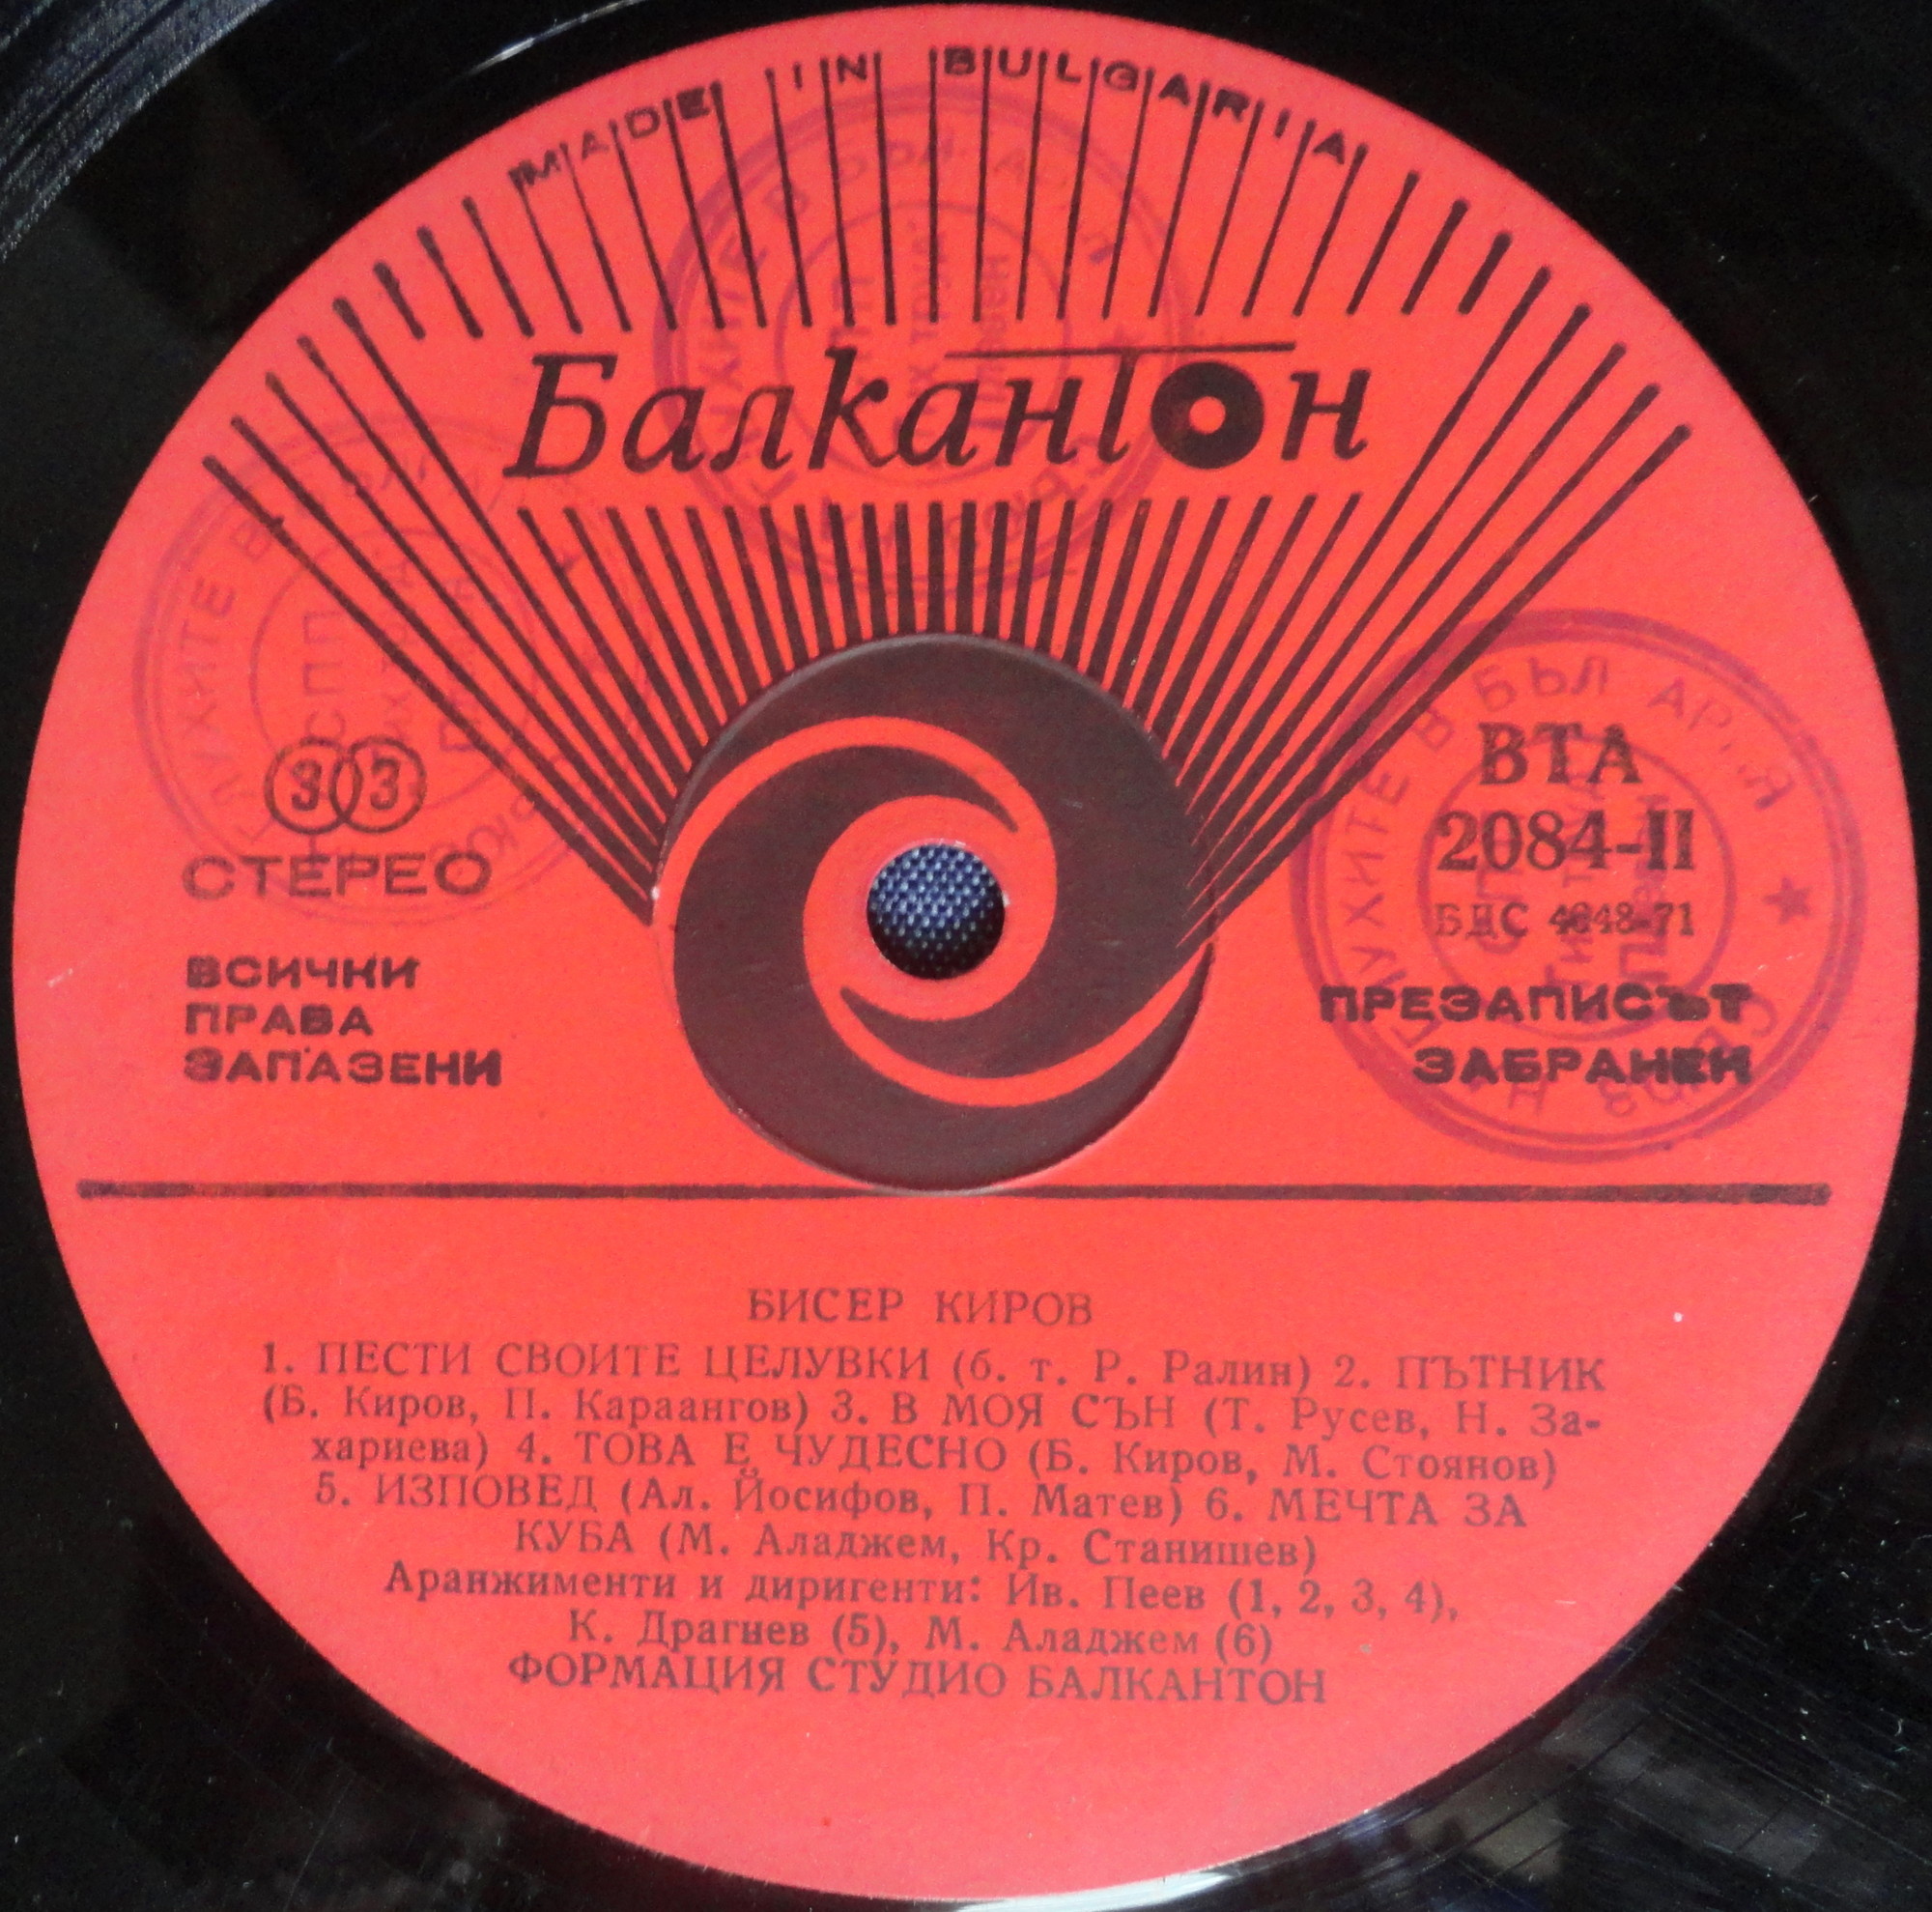 MADE IN BULGARIA
Балкантон
33
СТЕРЕО
ВСИЧКИ
ПРАВА
ЗАПАЗЕНИ
ВТА
2084-II
БДС 4048-71
ПРЕЗАПИСЪТ
ЗАБРАНЕН
БИСЕР КИРОВ
1. ПЕСТИ СВОИТЕ ЦЕЛУВКИ (б. т. Р. Ралин) 2. ПЪТНИК
(Б. Киров, П. Караангов) 3. В МОЯ СЪН (Т. Русев, Н. За-
хариева) 4. ТОВА Е ЧУДЕСНО (Б. Киров, М. Стоянов)
5. ИЗПОВЕД (Ал. Йосифов, П. Матев) 6. МЕЧТА ЗА
КУБА (М. Аладжем, Кр. Станишев)
Аранжименти и диригенти: Ив. Пеев (1, 2, 3, 4),
К. Драгнев (5), М. Аладжем (6)
ФОРМАЦИЯ СТУДИО БАЛКАНТОН